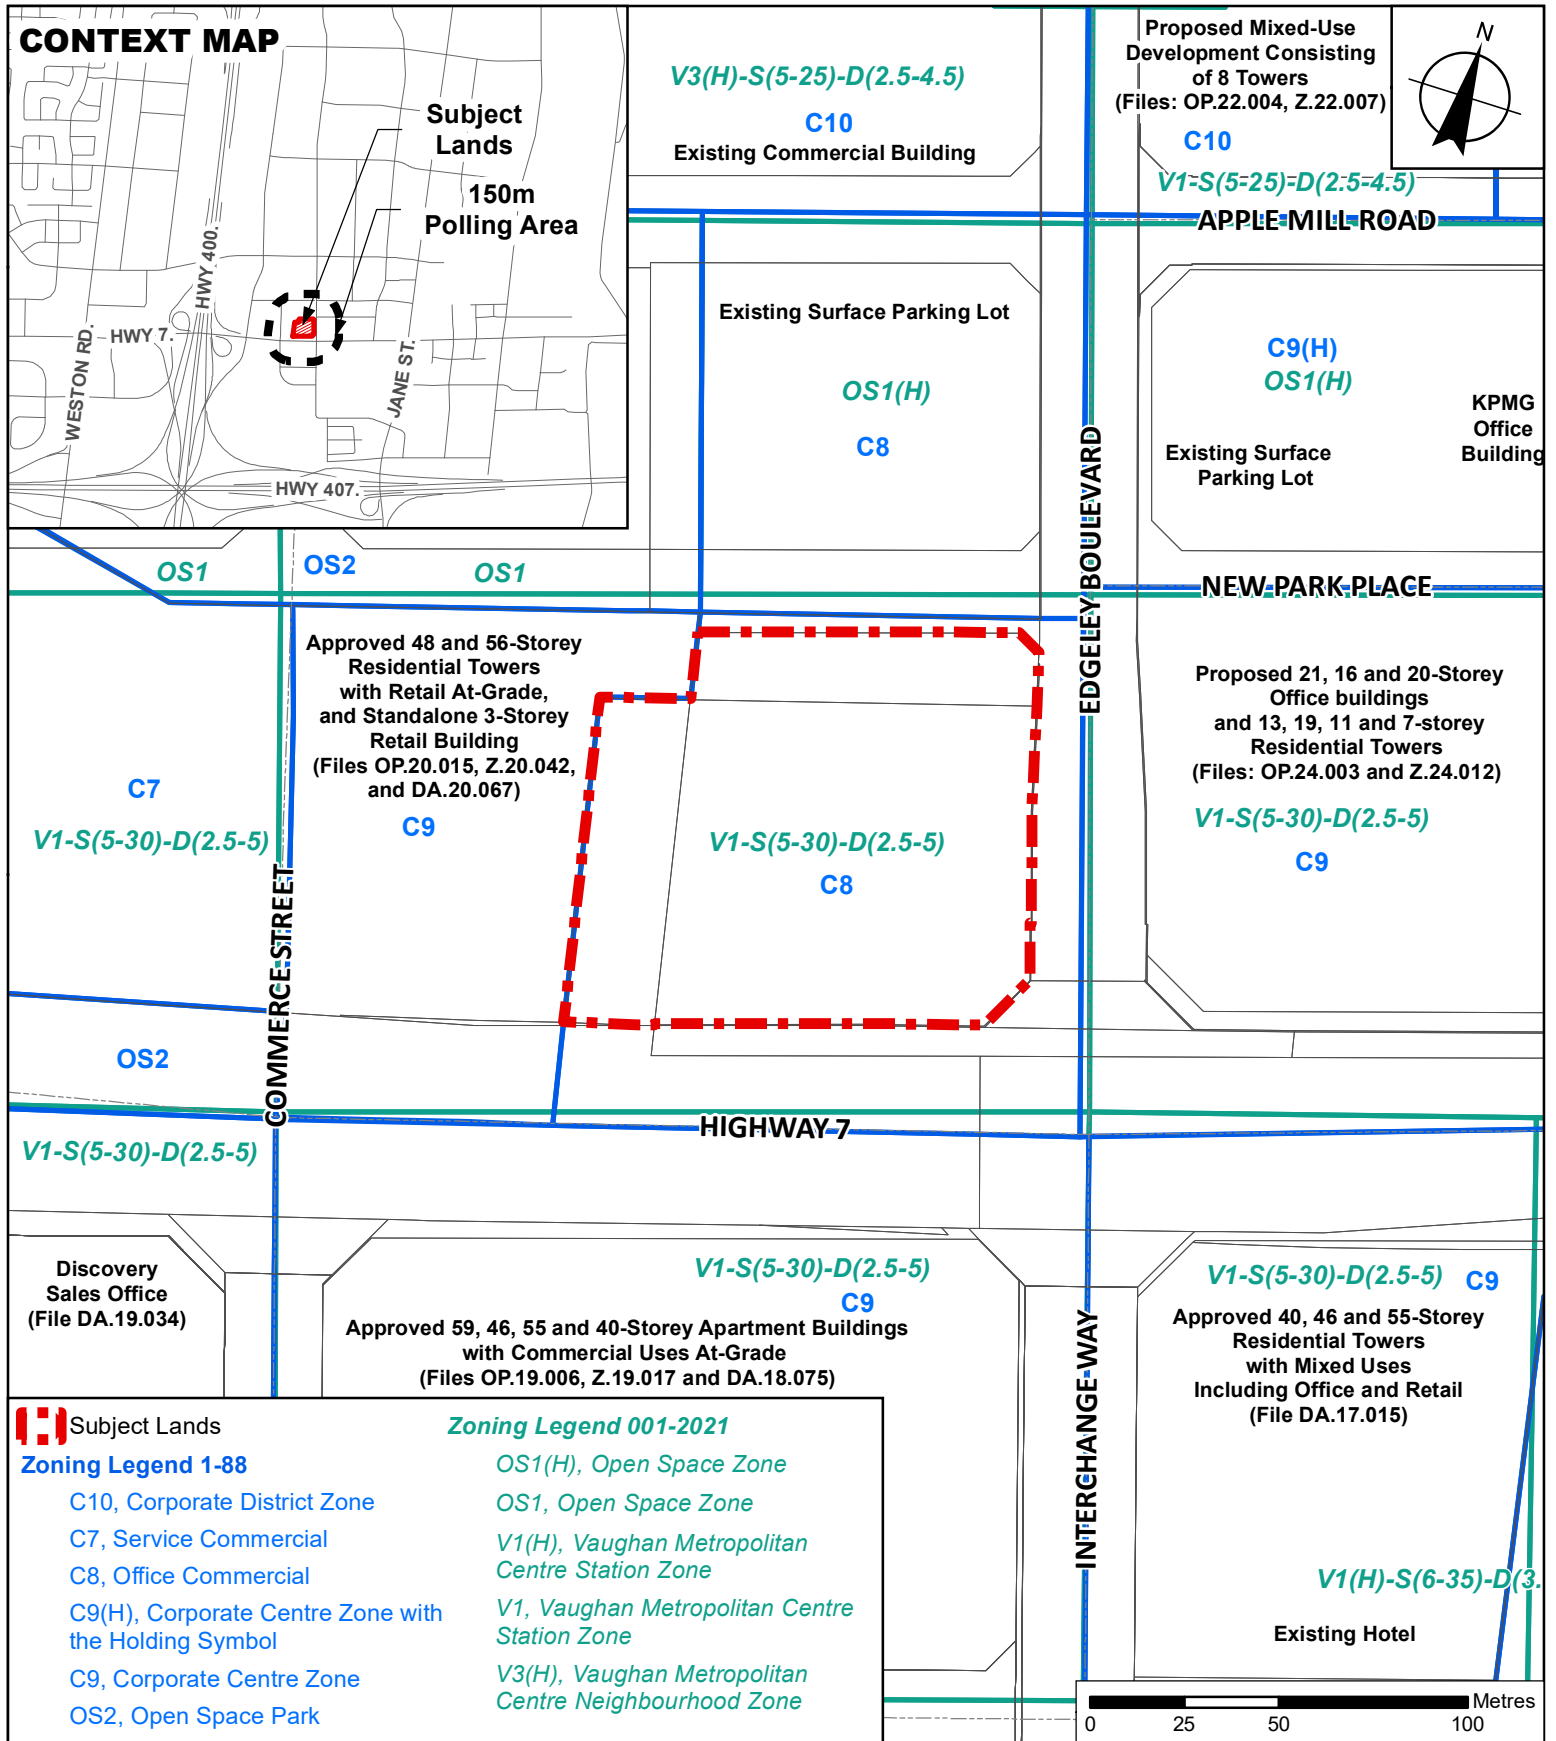 CONTEXT MAP
Subject
Lands
150m
Polling Area
HWY 400.
HWY 7.
WESTON RD.
JANE ST.
HWY 407.
V3(H)-S(5-25)-D(2.5-4.5)
C10
Existing Commercial Building
Proposed Mixed-Use
Development Consisting
of 8 Towers
(Files: OP.22.004, Z.22.007)
C10
V1-S(5-25)-D(2.5-4.5)
N
APPLE MILL ROAD
Existing Surface Parking Lot
OS1(H)
C8
EDGELEY BOULEVARD
C9(H)
OS1(H)
Existing Surface
Parking Lot
KPMG
Office
Building
OS1
OS2
OS1
NEW PARK PLACE
Approved 48 and 56-Storey
Residential Towers
with Retail At-Grade,
and Standalone 3-Storey
Retail Building
(Files OP.20.015, Z.20.042,
and DA.20.067)
C9
C7
V1-S(5-30)-D(2.5-5)
V1-S(5-30)-D(2.5-5)
C8
Proposed 21, 16 and 20-Storey
Office buildings
and 13, 19, 11 and 7-storey
Residential Towers
(Files: OP.24.003 and Z.24.012)
V1-S(5-30)-D(2.5-5)
C9
COMMERCE STREET
OS2
HIGHWAY 7
V1-S(5-30)-D(2.5-5)
Discovery
Sales Office
(File DA.19.034)
V1-S(5-30)-D(2.5-5)
C9
Approved 59, 46, 55 and 40-Storey Apartment Buildings
with Commercial Uses At-Grade
(Files OP.19.006, Z.19.017 and DA.18.075)
INTERCHANGE WAY
V1-S(5-30)-D(2.5-5)
C9
Approved 40, 46 and 55-Storey
Residential Towers
with Mixed Uses
Including Office and Retail
(File DA.17.015)
V1(H)-S(6-35)-D(3.
Existing Hotel
Subject Lands
Zoning Legend 1-88
C10, Corporate District Zone
C7, Service Commercial
C8, Office Commercial
C9(H), Corporate Centre Zone with
the Holding Symbol
C9, Corporate Centre Zone
OS2, Open Space Park
Zoning Legend 001-2021
OS1(H), Open Space Zone
OS1, Open Space Zone
V1(H), Vaughan Metropolitan
Centre Station Zone
V1, Vaughan Metropolitan Centre
Station Zone
V3(H), Vaughan Metropolitan
Centre Neighbourhood Zone
Metres
0 25 50 100